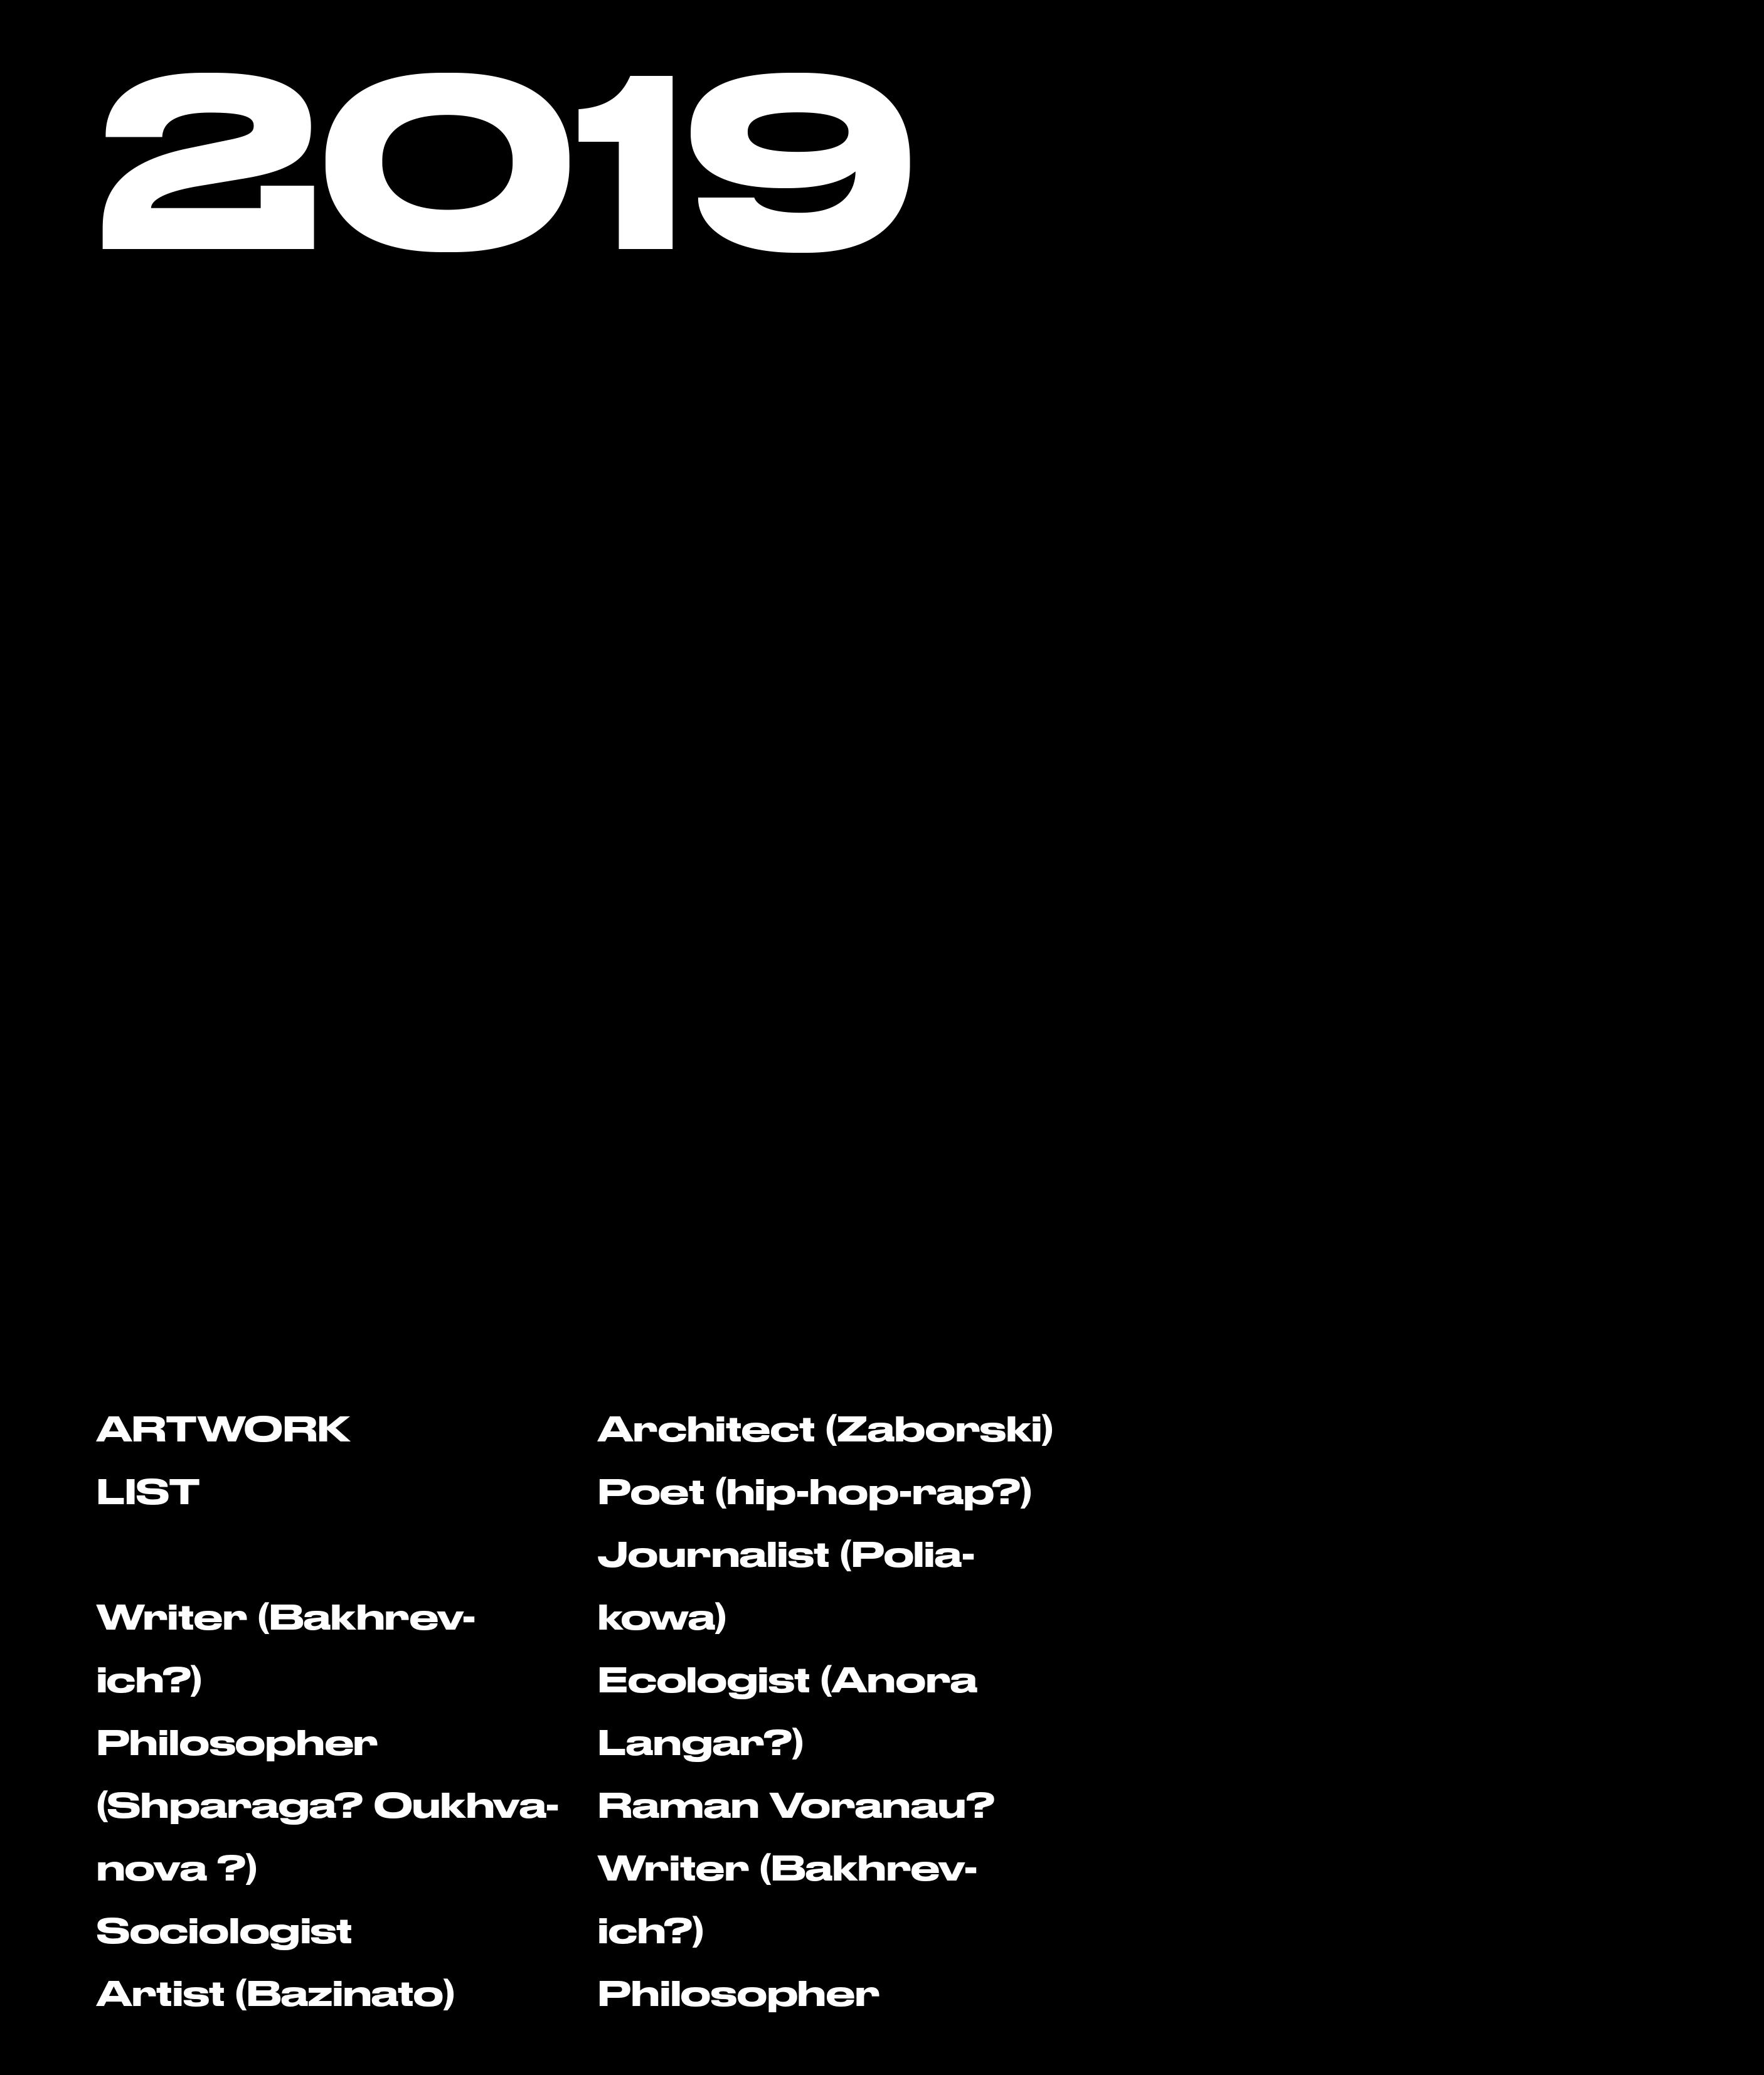 2019
ARTWORK
LIST
Writer (Bakhrev-
ich?)
Philosopher
(Shparaga? Oukhva-
nova ?)
Sociologist
Artist (Bazinato)
Architect (Zaborski)
Poet (hip-hop-rap?)
Journalist (Polia-
kowa)
Ecologist (Anora
Langar?)
Raman Voranau?
Writer (Bakhrev-
ich?)
Philosopher